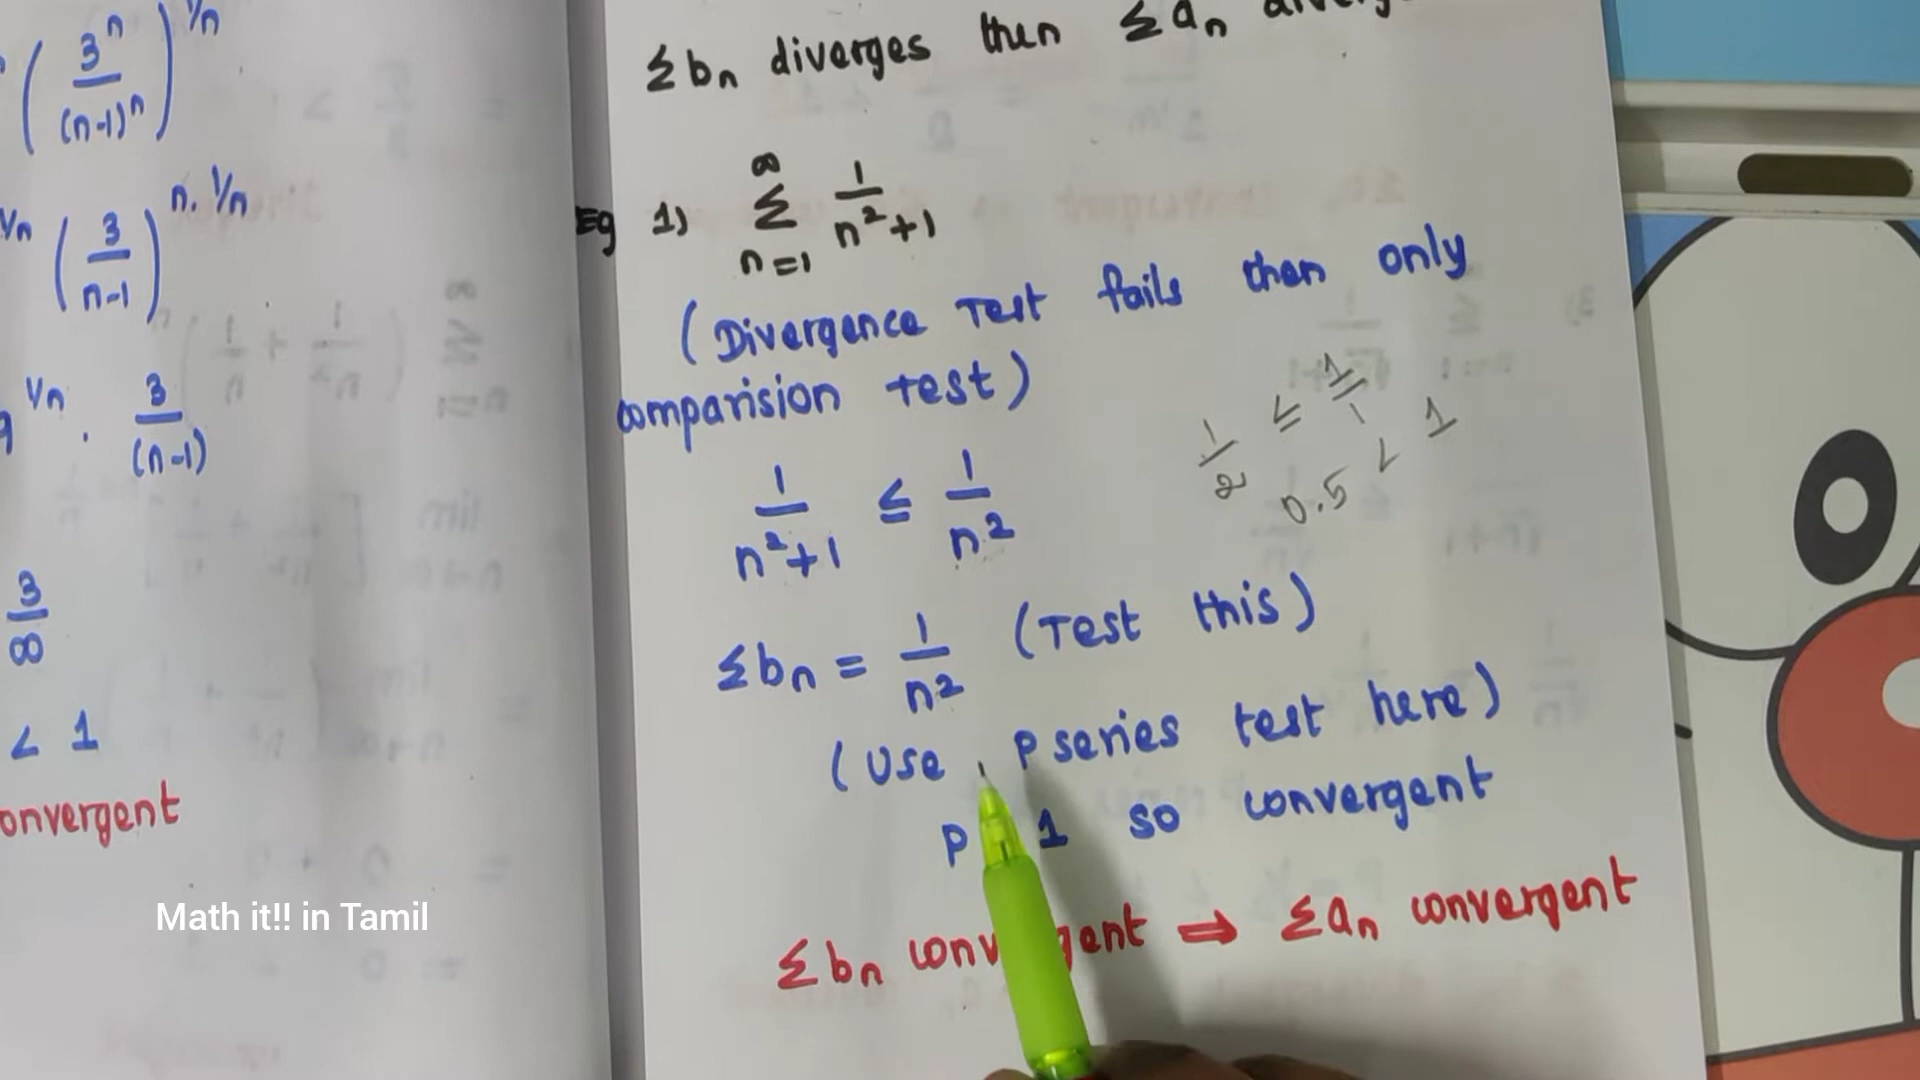 (3ⁿ/(n-1)ⁿ)^1/n
(3/n-1)^n.1/n
1/n . 3/(n-1)
3/∞
< 1
onvergent
Σbₙ diverges then Σaₙ
Eg 1) ∞Σn=1 1/n²+1
(Divergence Test fails then only
comparision test)
1/n²+1 ≤ 1/n²
1/2 ≤ 1/1
0.5 < 1
Σbₙ = 1/n² (Test this)
(Use P series test here)
P 1 so convergent
Σbₙ conv gent ⇒ Σaₙ convergent
Math it!! in Tamil